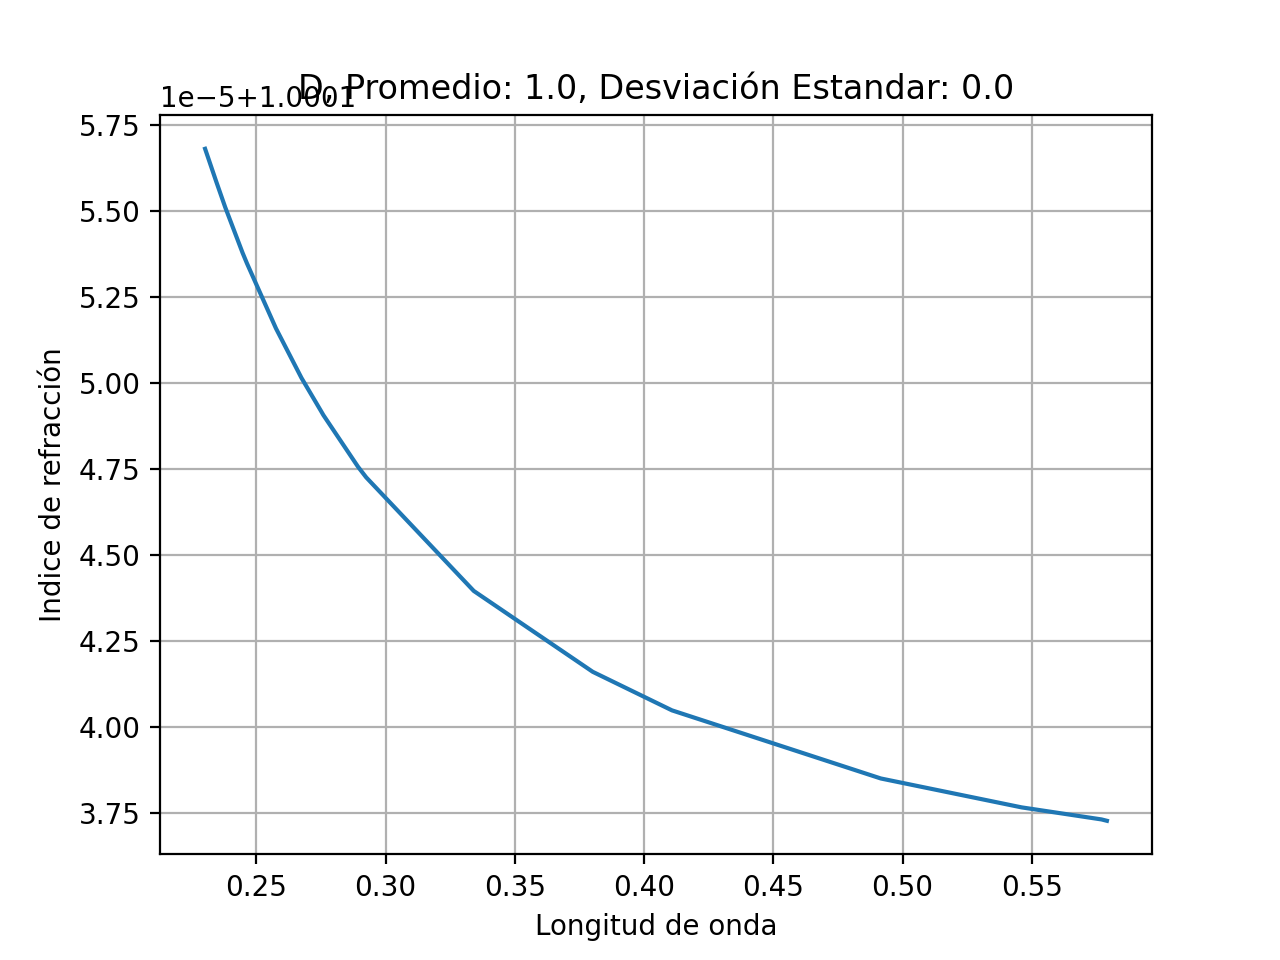 D, Promedio: 1.0, Desviación Estandar: 0.0
1e−5+1.0001
5.75
5.50
5.25
5.00
4.75
4.50
4.25
4.00
3.75
Indice de refracción
0.25 0.30 0.35 0.40 0.45 0.50 0.55
Longitud de onda